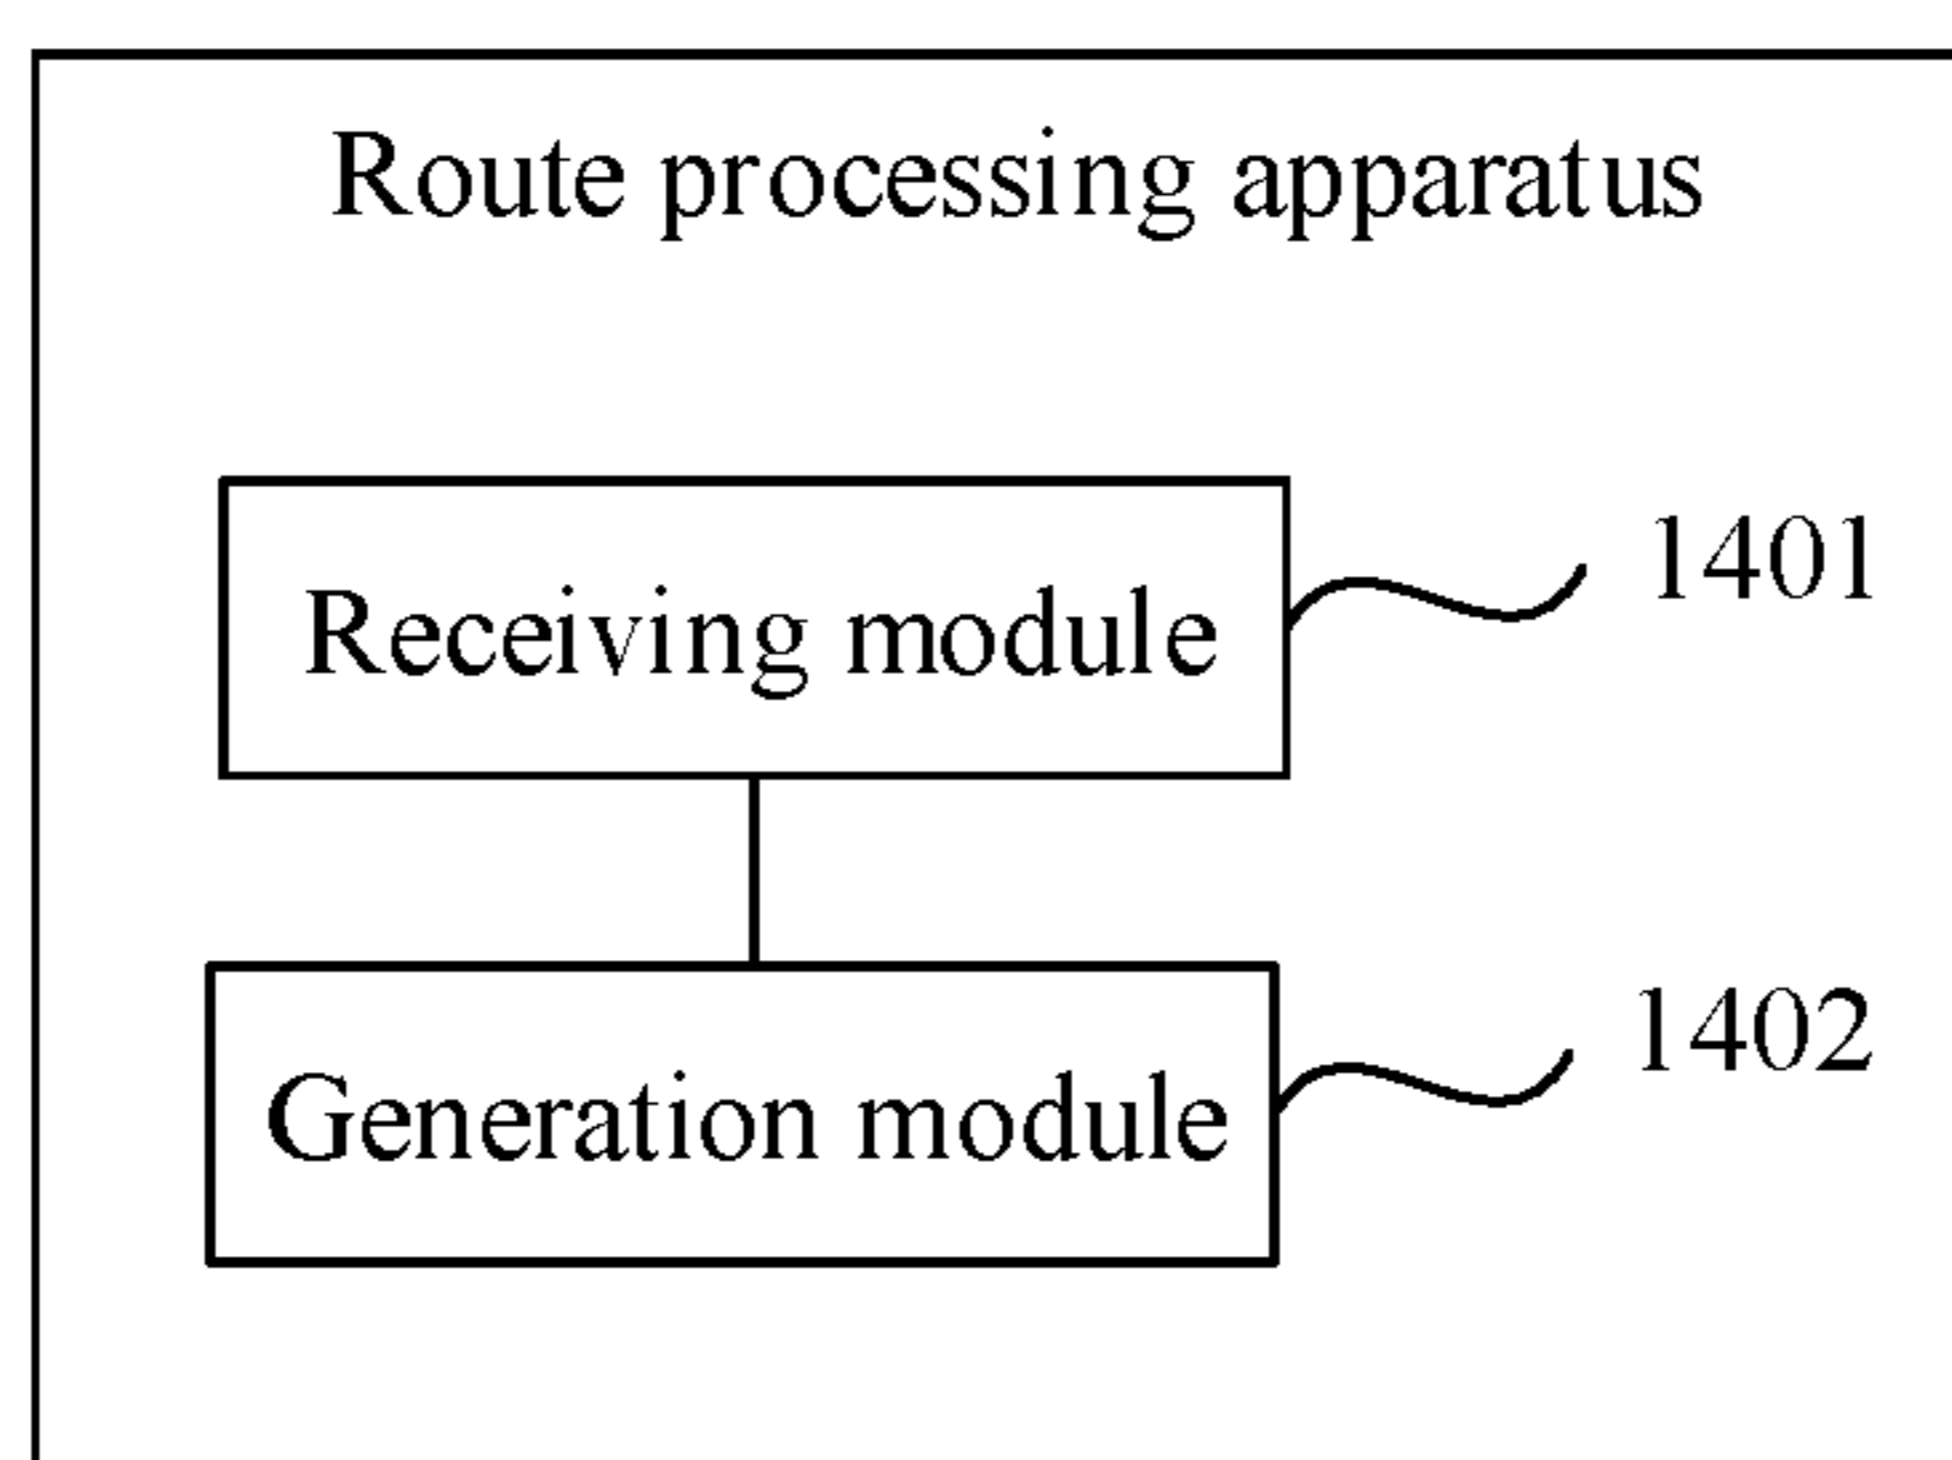 Route processing apparatus
Receiving module
1401
Generation module
1402